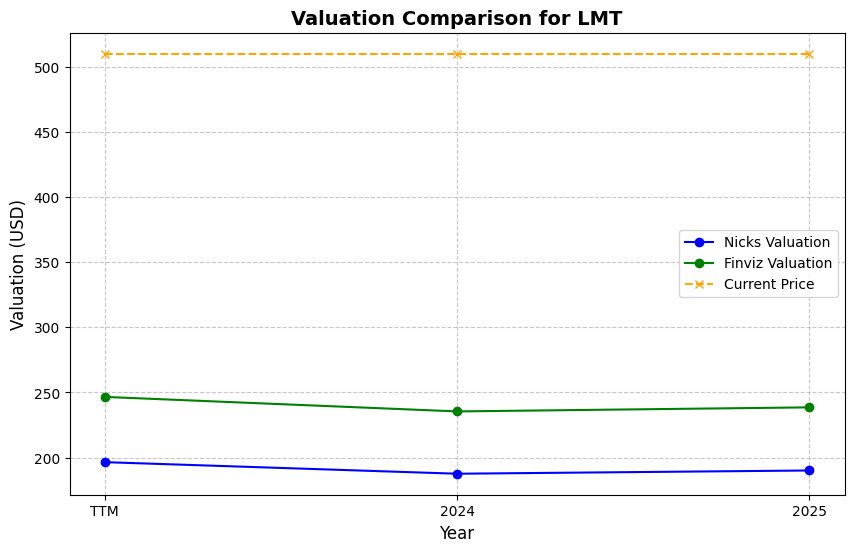 Valuation Comparison for LMT
Valuation (USD)
500
450
400
350
300
250
200
Nicks Valuation
Finviz Valuation
Current Price
TTM
2024
2025
Year